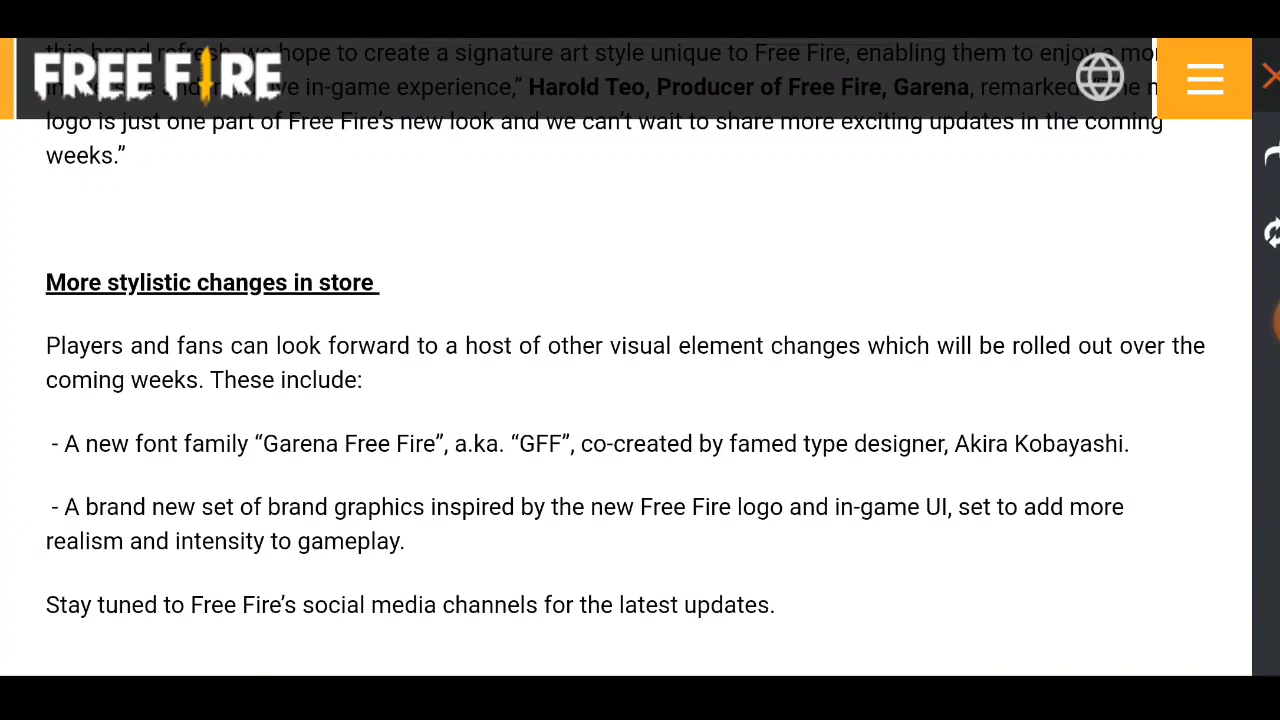 this brand refresh, we hope to create a signature art style unique to Free Fire, enabling them to enjoy a
FREE FIRE
in-game experience,” Harold Teo, Producer of Free Fire, Garena, remarked.
logo is just one part of Free Fire’s new look and we can’t wait to share more exciting updates in the coming
weeks.”
More stylistic changes in store
Players and fans can look forward to a host of other visual element changes which will be rolled out over the
coming weeks. These include:
- A new font family “Garena Free Fire”, a.ka. “GFF”, co-created by famed type designer, Akira Kobayashi.
- A brand new set of brand graphics inspired by the new Free Fire logo and in-game UI, set to add more
realism and intensity to gameplay.
Stay tuned to Free Fire’s social media channels for the latest updates.